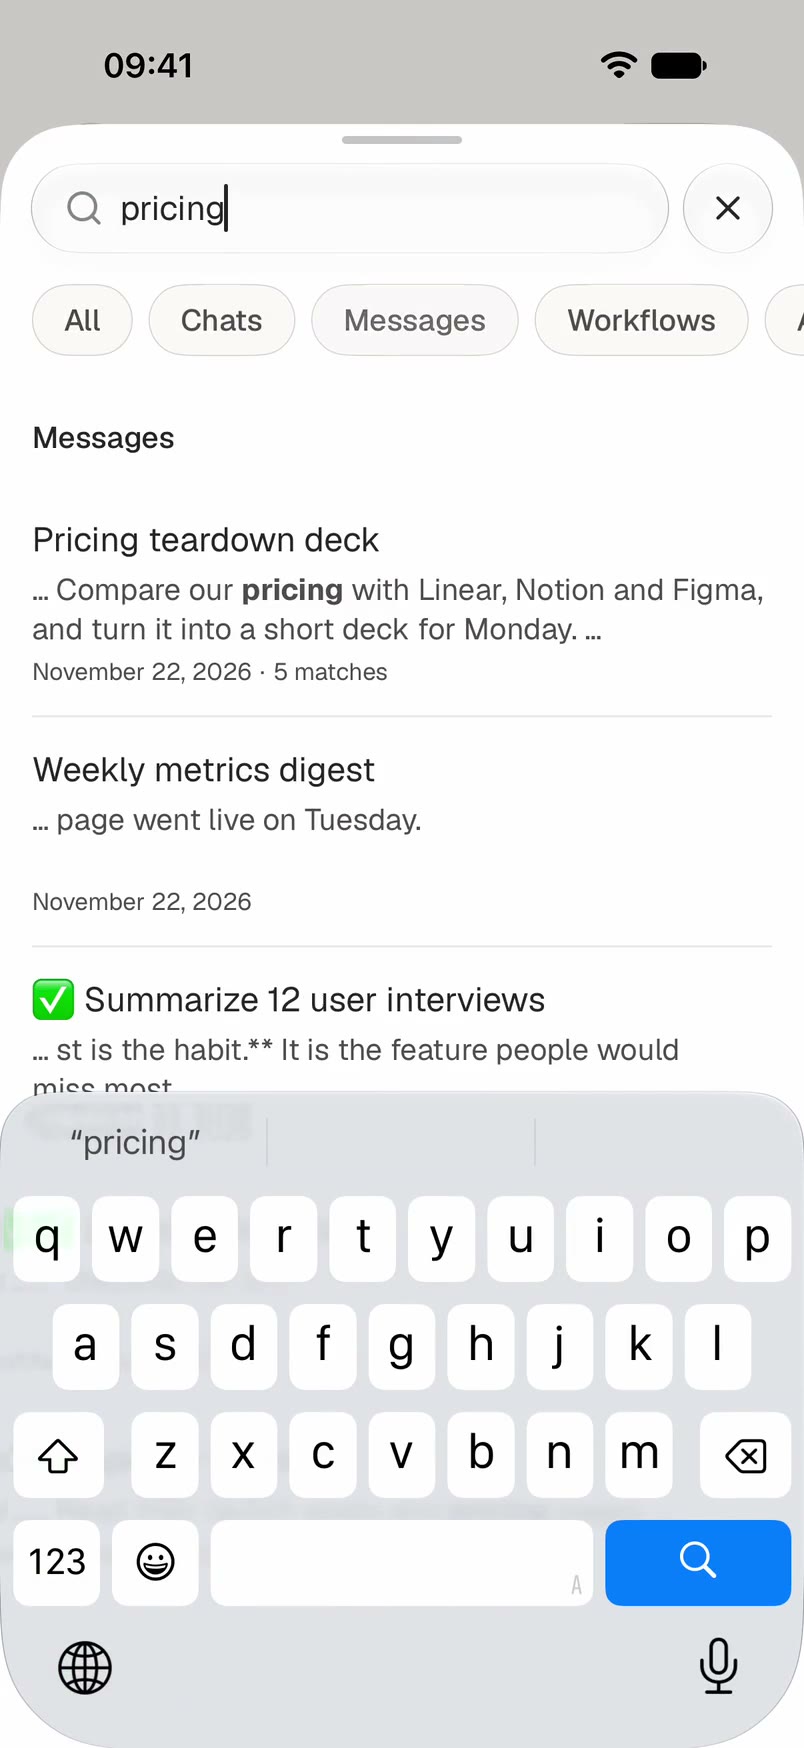 09:41
pricing
All Chats Messages Workflows
Messages
Pricing teardown deck
... Compare our pricing with Linear, Notion and Figma,
and turn it into a short deck for Monday. ...
November 22, 2026 · 5 matches
Weekly metrics digest
... page went live on Tuesday.
November 22, 2026
✅ Summarize 12 user interviews
... st is the habit.** It is the feature people would
miss most
“pricing”
q w e r t y u i o p
a s d f g h j k l
z x c v b n m
123
A